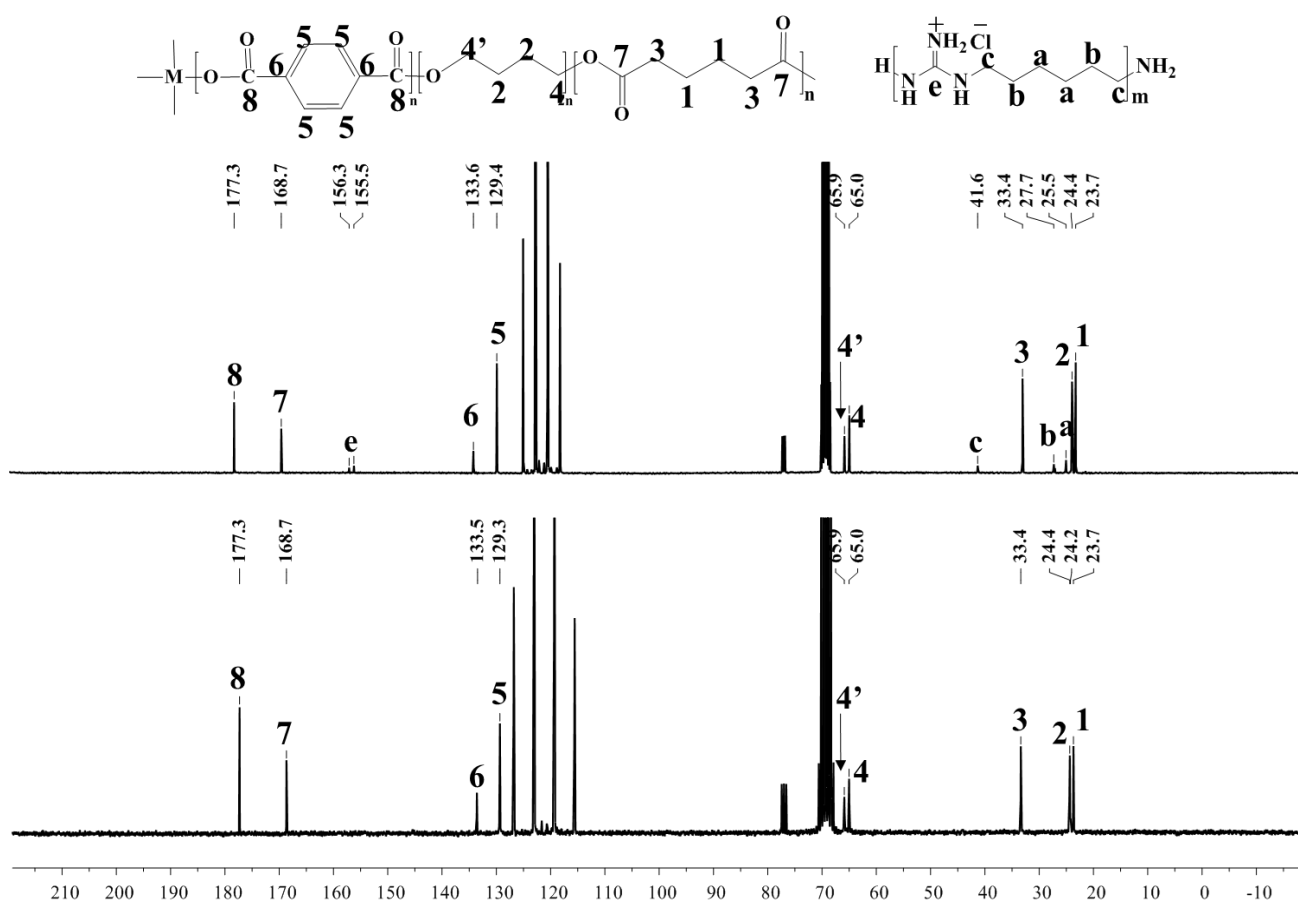 M O O 8 6 5 5 5 5 6 O 8 n O 4' 2 2 4 2n O 7 O 3 1 1 3 O 7 n
H N H e NH₂ + Cl − N H c b a a b c m NH₂
177.3 168.7 156.3 155.5 133.6 129.4 65.9 65.0 41.6 33.4 27.7 25.5 24.4 23.7
8 7 e 6 5 4’ 4 c 3 b a 2 1
177.3 168.7 133.5 129.3 65.9 65.0 33.4 24.4 24.2 23.7
8 7 6 5 4’ 4 3 2 1
210 200 190 180 170 160 150 140 130 120 110 100 90 80 70 60 50 40 30 20 10 0 -10